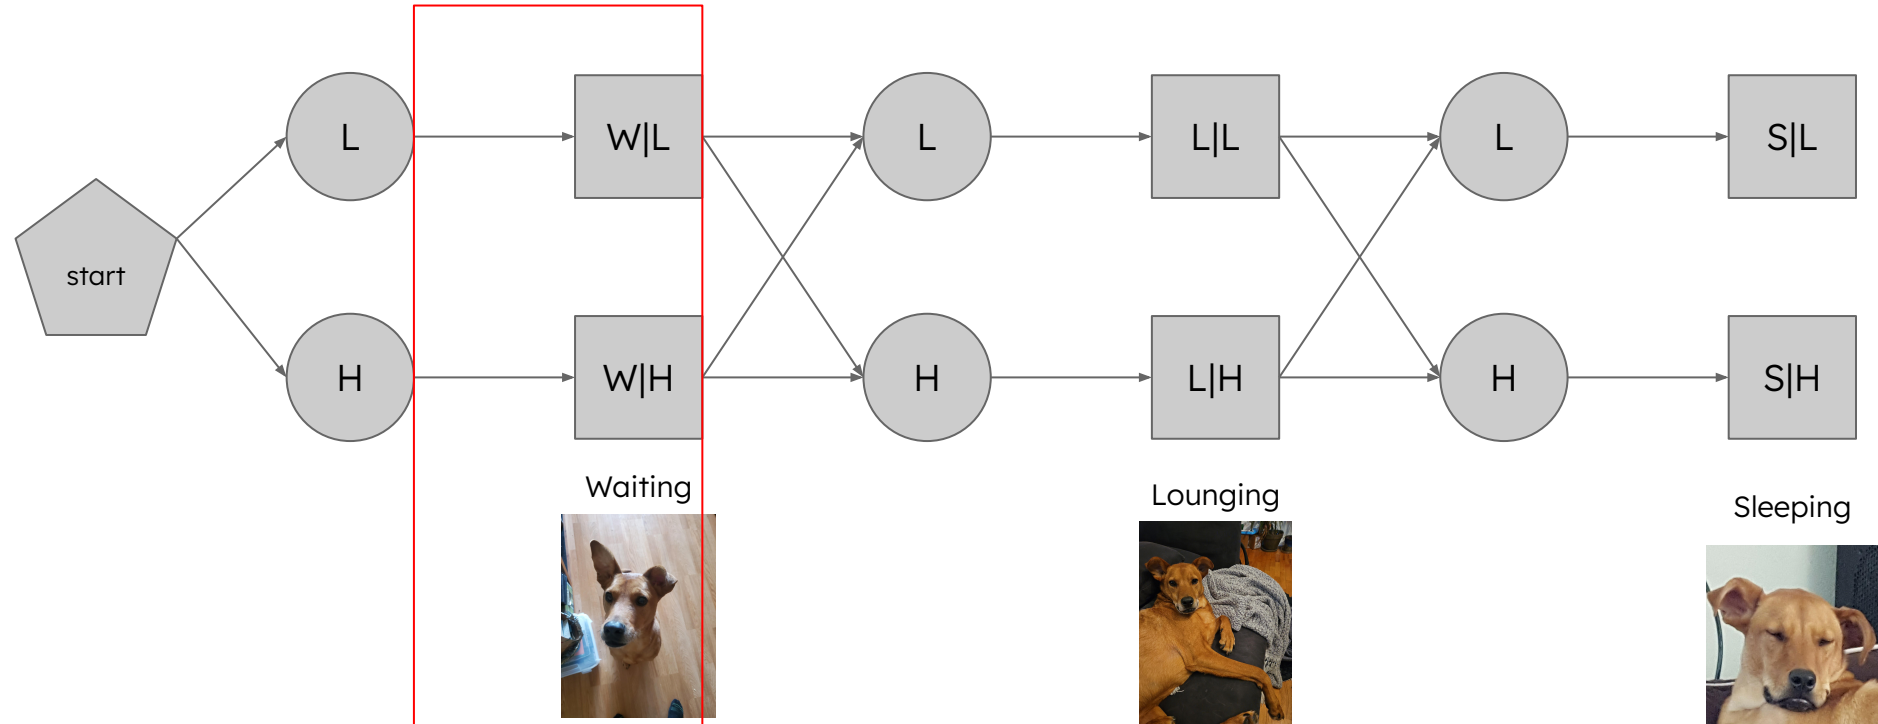 L
W|L
L
L|L
L
S|L
start
H
W|H
H
L|H
H
S|H
Waiting
Lounging
Sleeping